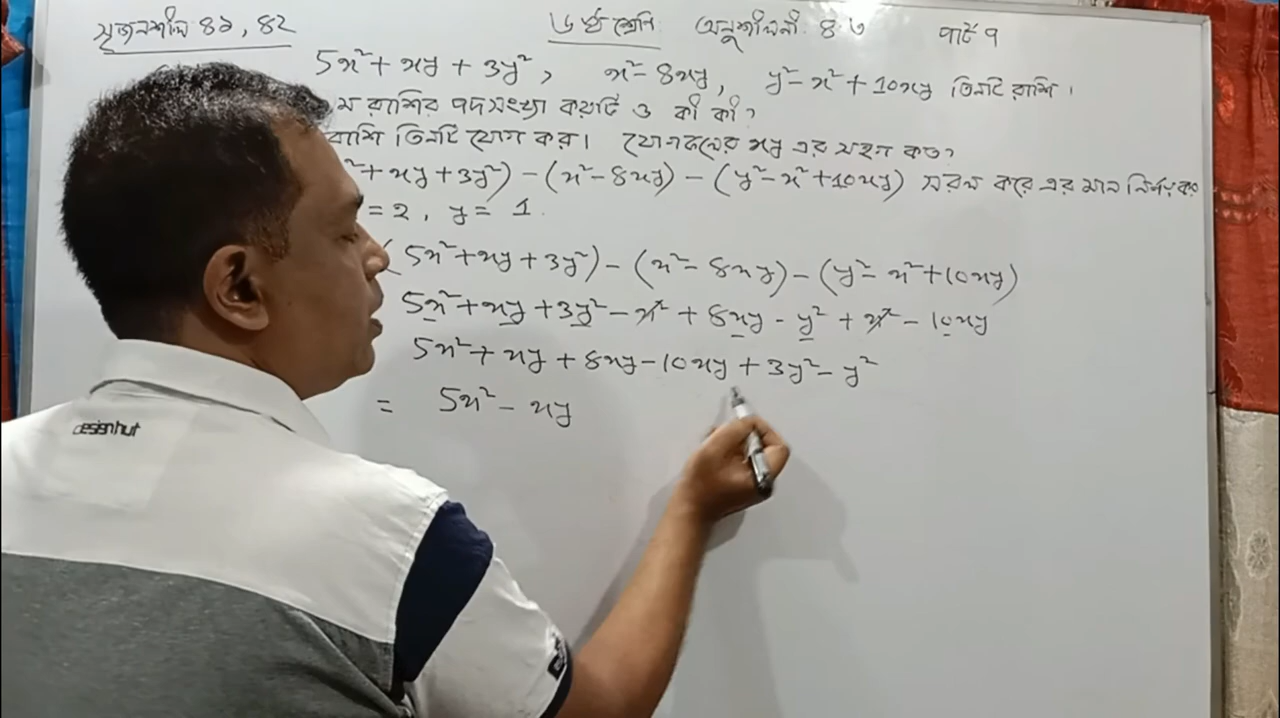 সৃজনশীল ৪১, ৪২ ৬ষ্ঠ শ্রেণি অনুশীলনী ৪.৩ পার্ট ৭
5x² + xy + 3y², x² - 8xy, y² - x² + 10xy তিনটি রাশি।
রাশির পদসংখ্যা কয়টি ও কী কী?
রাশি তিনটি যোগ কর। যোগফলের xy এর সহগ কত?
² + xy + 3y²) - (x² - 8xy) - (y² - x² + 10xy) সরল করে এর মান নির্ণয় কর
= 2, y = 1.
(5x² + xy + 3y²) - (x² - 8xy) - (y² - x² + 10xy)
5x² + xy + 3y² - x² + 8xy - y² + x² - 10xy
5x² + xy + 8xy - 10xy + 3y² - y²
= 5x² - xy
design hut